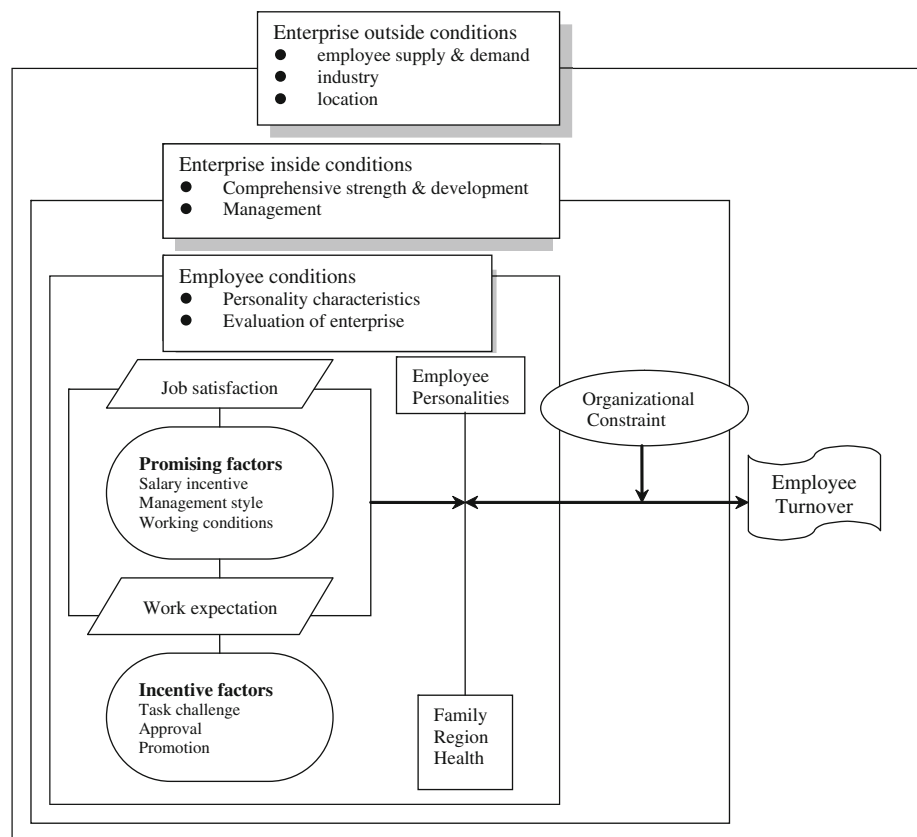 Enterprise outside conditions
● employee supply & demand
● industry
● location
Enterprise inside conditions
● Comprehensive strength & development
● Management
Employee conditions
● Personality characteristics
● Evaluation of enterprise
Job satisfaction
Promising factors
Salary incentive
Management style
Working conditions
Work expectation
Incentive factors
Task challenge
Approval
Promotion
Employee
Personalities
Family
Region
Health
Organizational
Constraint
Employee
Turnover